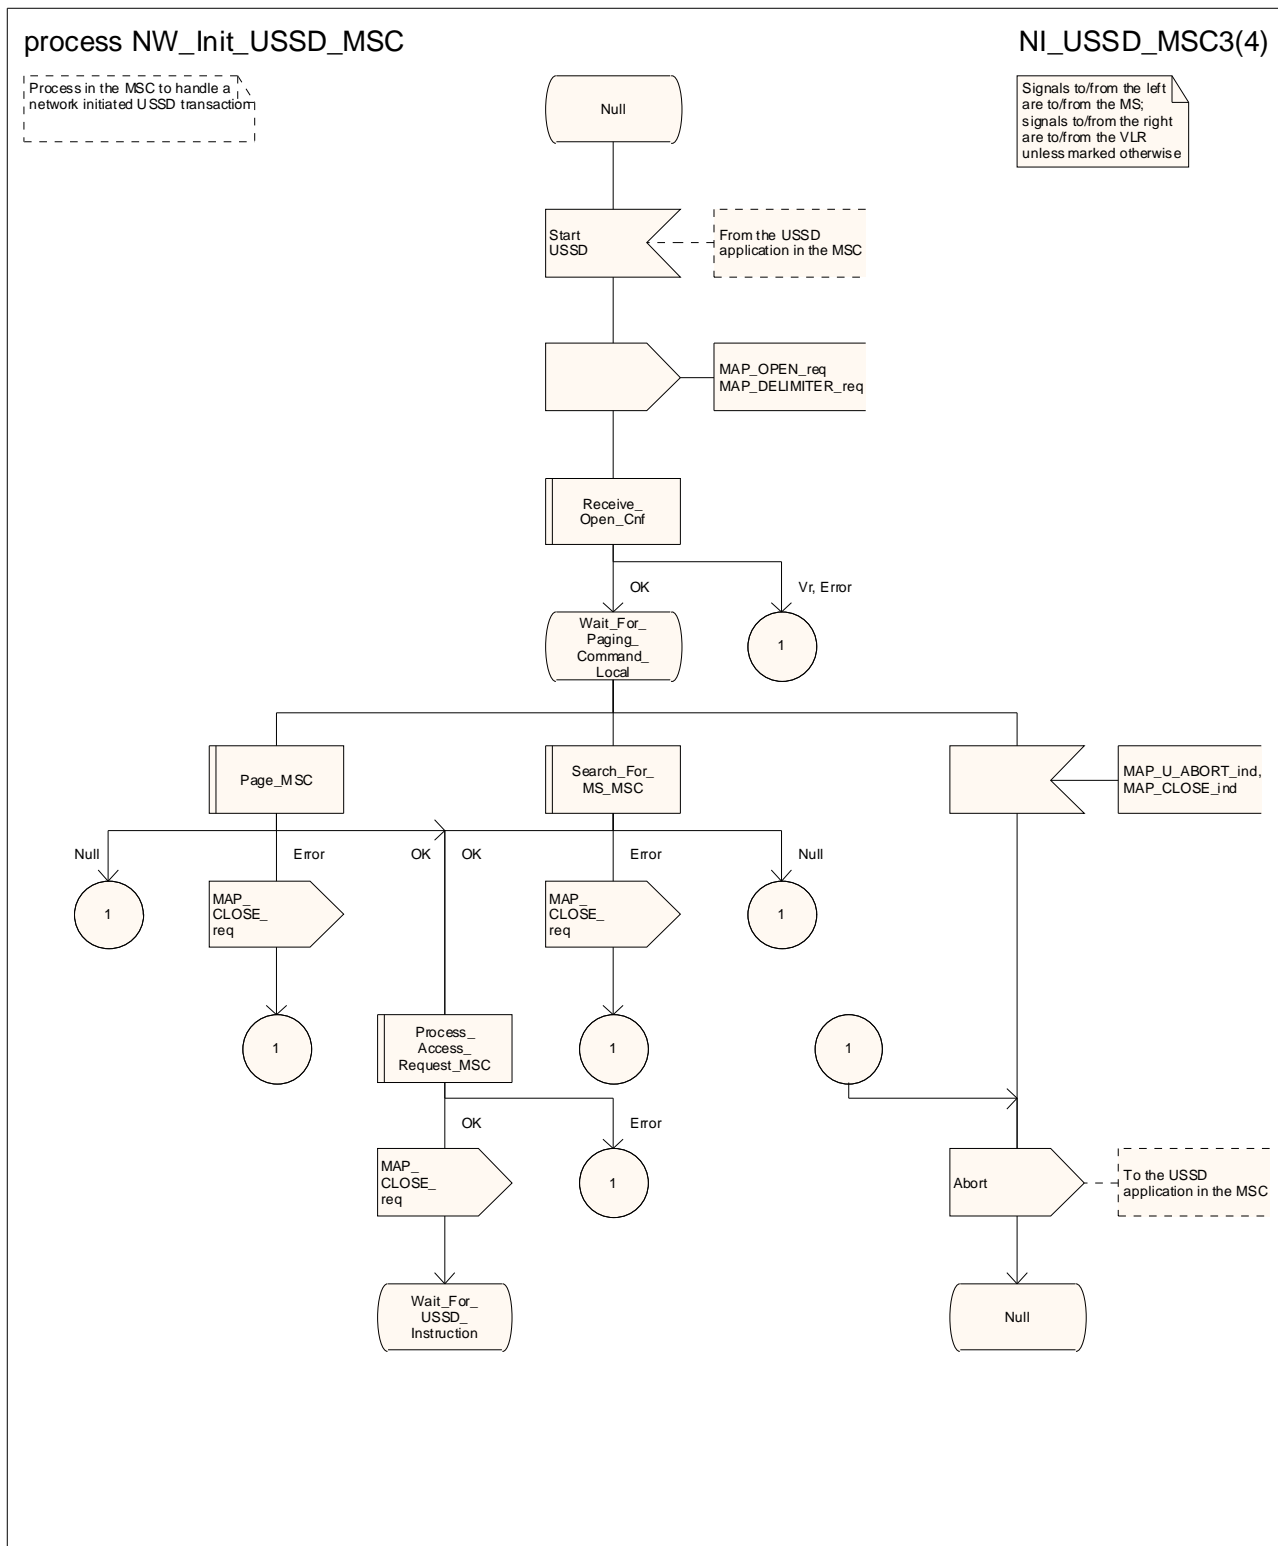 process NW_Init_USSD_MSC
NI_USSD_MSC3(4)
Process in the MSC to handle a
network initiated USSD transaction
Signals to/from the left
are to/from the MS;
signals to/from the right
are to/from the VLR
unless marked otherwise
Null
Start
USSD
From the USSD
application in the MSC
MAP_OPEN_req
MAP_DELIMITER_req
Receive_
Open_Cnf
OK
Vr, Error
Wait_For_
Paging_
Command_
Local
1
Page_MSC
Search_For_
MS_MSC
MAP_U_ABORT_ind,
MAP_CLOSE_ind
Null
Error
OK
OK
Error
Null
1
MAP_
CLOSE_
req
MAP_
CLOSE_
req
1
1
Process_
Access_
Request_MSC
1
1
OK
Error
MAP_
CLOSE_
req
1
Abort
To the USSD
application in the MSC
Wait_For_
USSD_
Instruction
Null